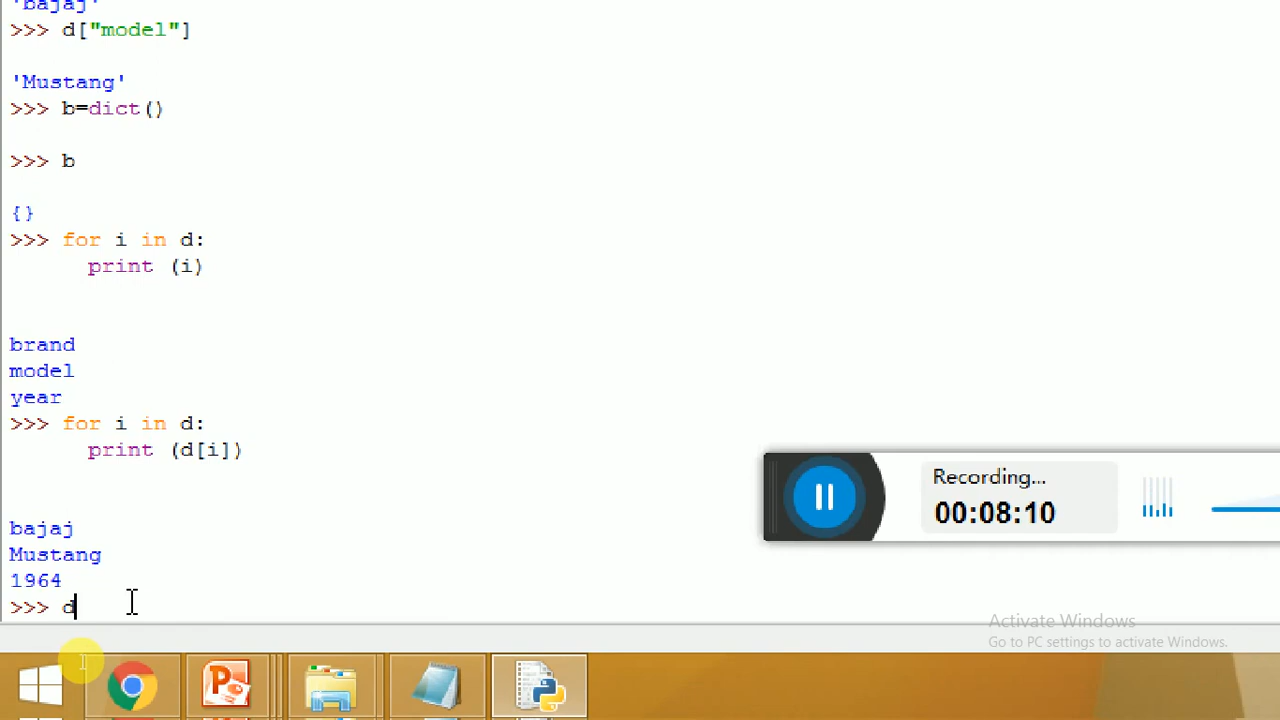 'bajaj'
>>> d["model"]
'Mustang'
>>> b=dict()
>>> b
{}
>>> for i in d:
print (i)
brand
model
year
>>> for i in d:
print (d[i])
bajaj
Mustang
1964
>>> d
Recording...
00:08:10
Activate Windows
Go to PC settings to activate Windows.